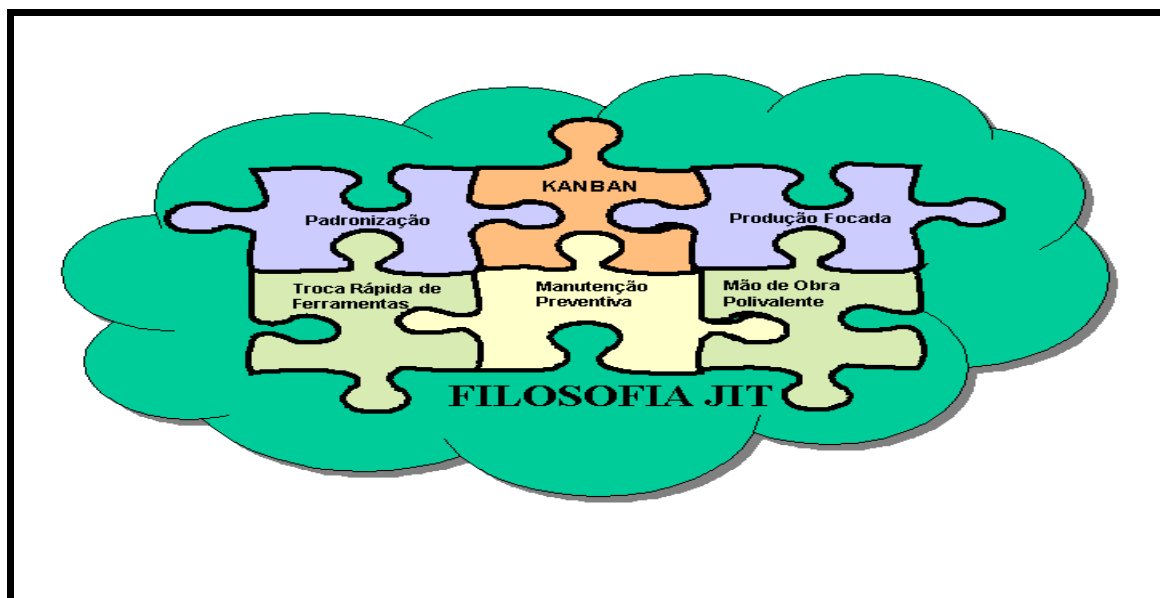 KANBAN
Padronização
Produção Focada
Troca Rápida de
Ferramentas
Manutenção
Preventiva
Mão de Obra
Polivalente
FILOSOFIA JIT